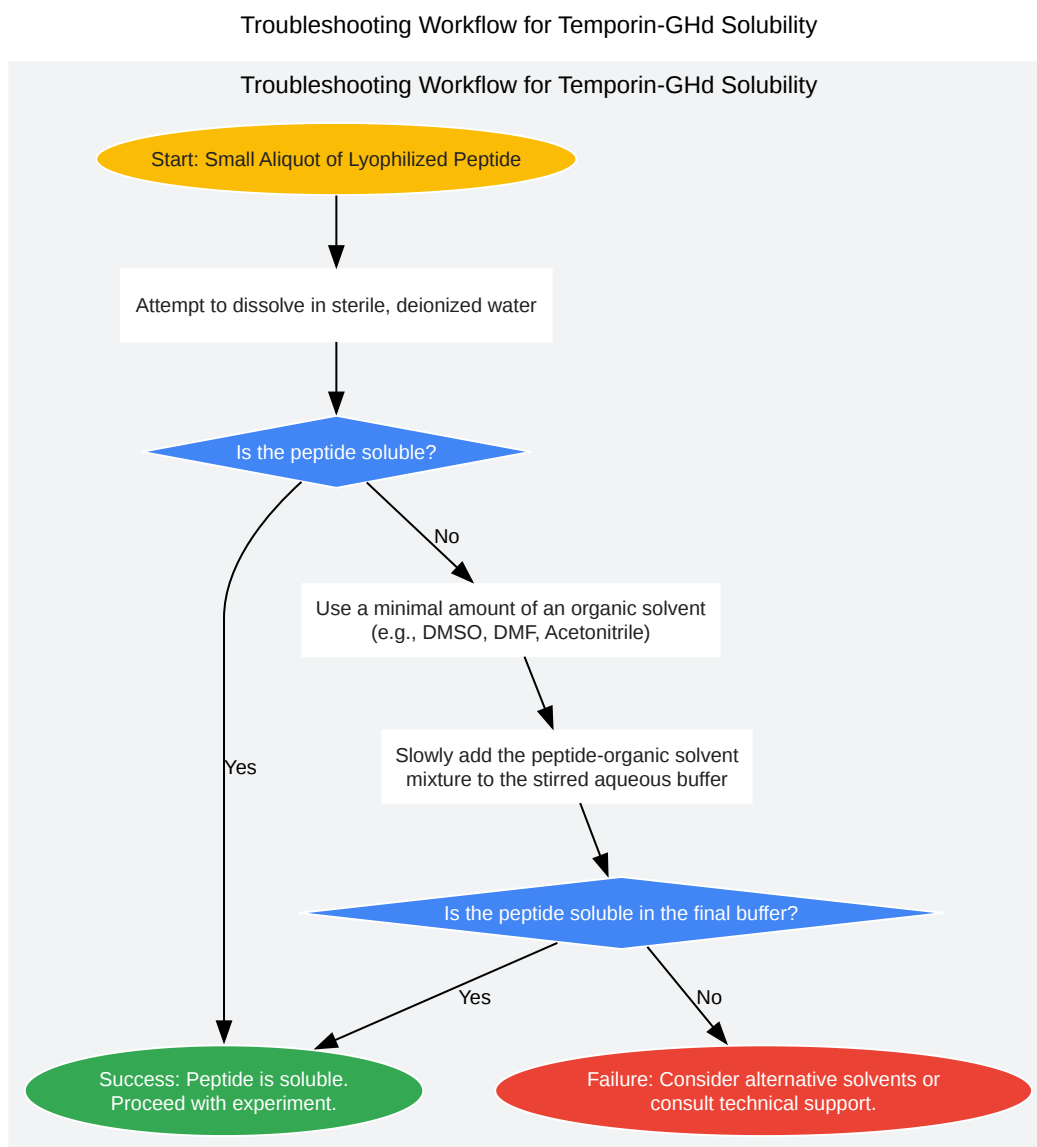 Troubleshooting Workflow for Temporin-GHd Solubility
Troubleshooting Workflow for Temporin-GHd Solubility
Start: Small Aliquot of Lyophilized Peptide
Attempt to dissolve in sterile, deionized water
Is the peptide soluble?
No
Use a minimal amount of an organic solvent
(e.g., DMSO, DMF, Acetonitrile)
Slowly add the peptide-organic solvent
mixture to the stirred aqueous buffer
Yes
Is the peptide soluble in the final buffer?
Yes
No
Success: Peptide is soluble.
Proceed with experiment.
Failure: Consider alternative solvents or
consult technical support.